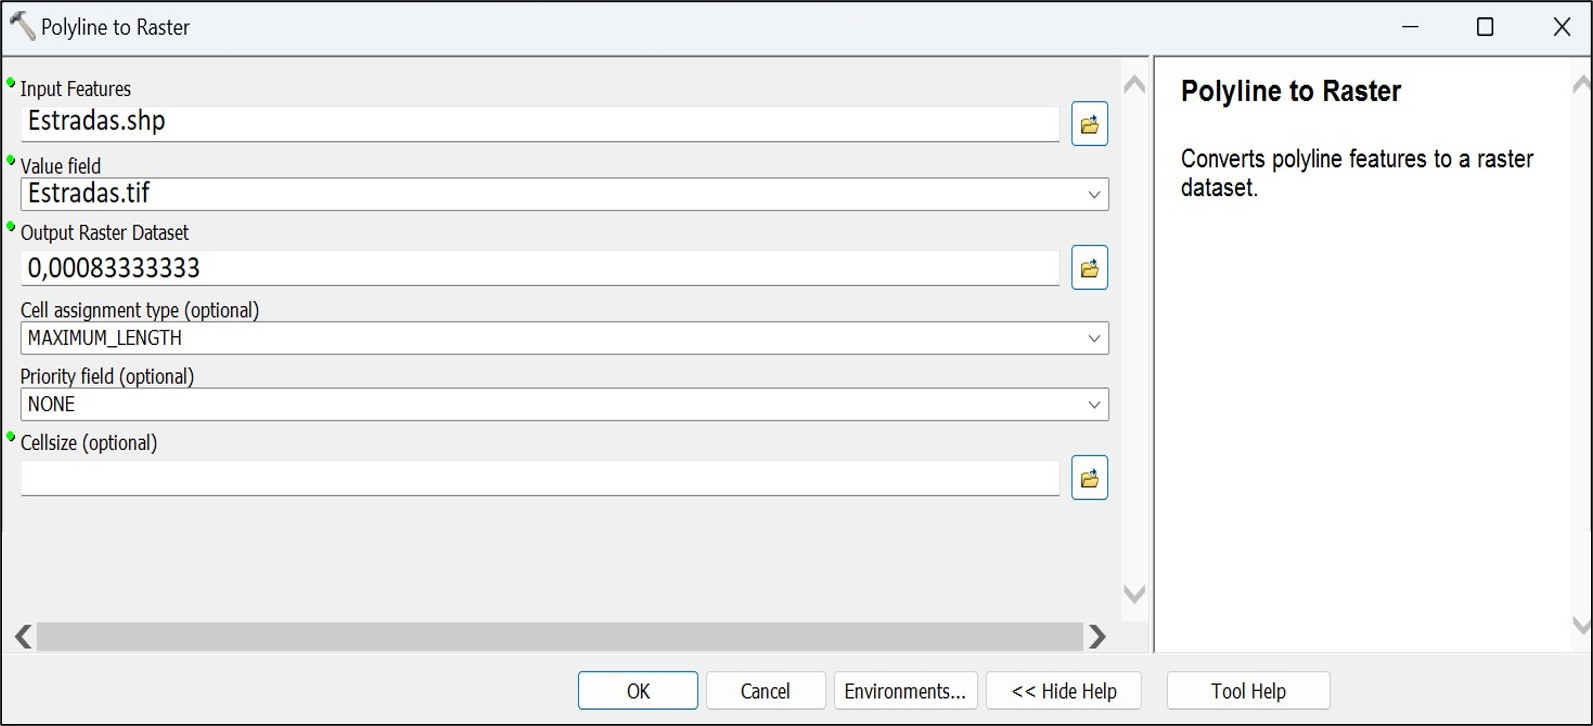 Polyline to Raster
Input Features
Estradas.shp
Value field
Estradas.tif
Output Raster Dataset
0,00083333333
Cell assignment type (optional)
MAXIMUM_LENGTH
Priority field (optional)
NONE
Cellsize (optional)
Polyline to Raster
Converts polyline features to a raster
dataset.
OK
Cancel
Environments...
<< Hide Help
Tool Help